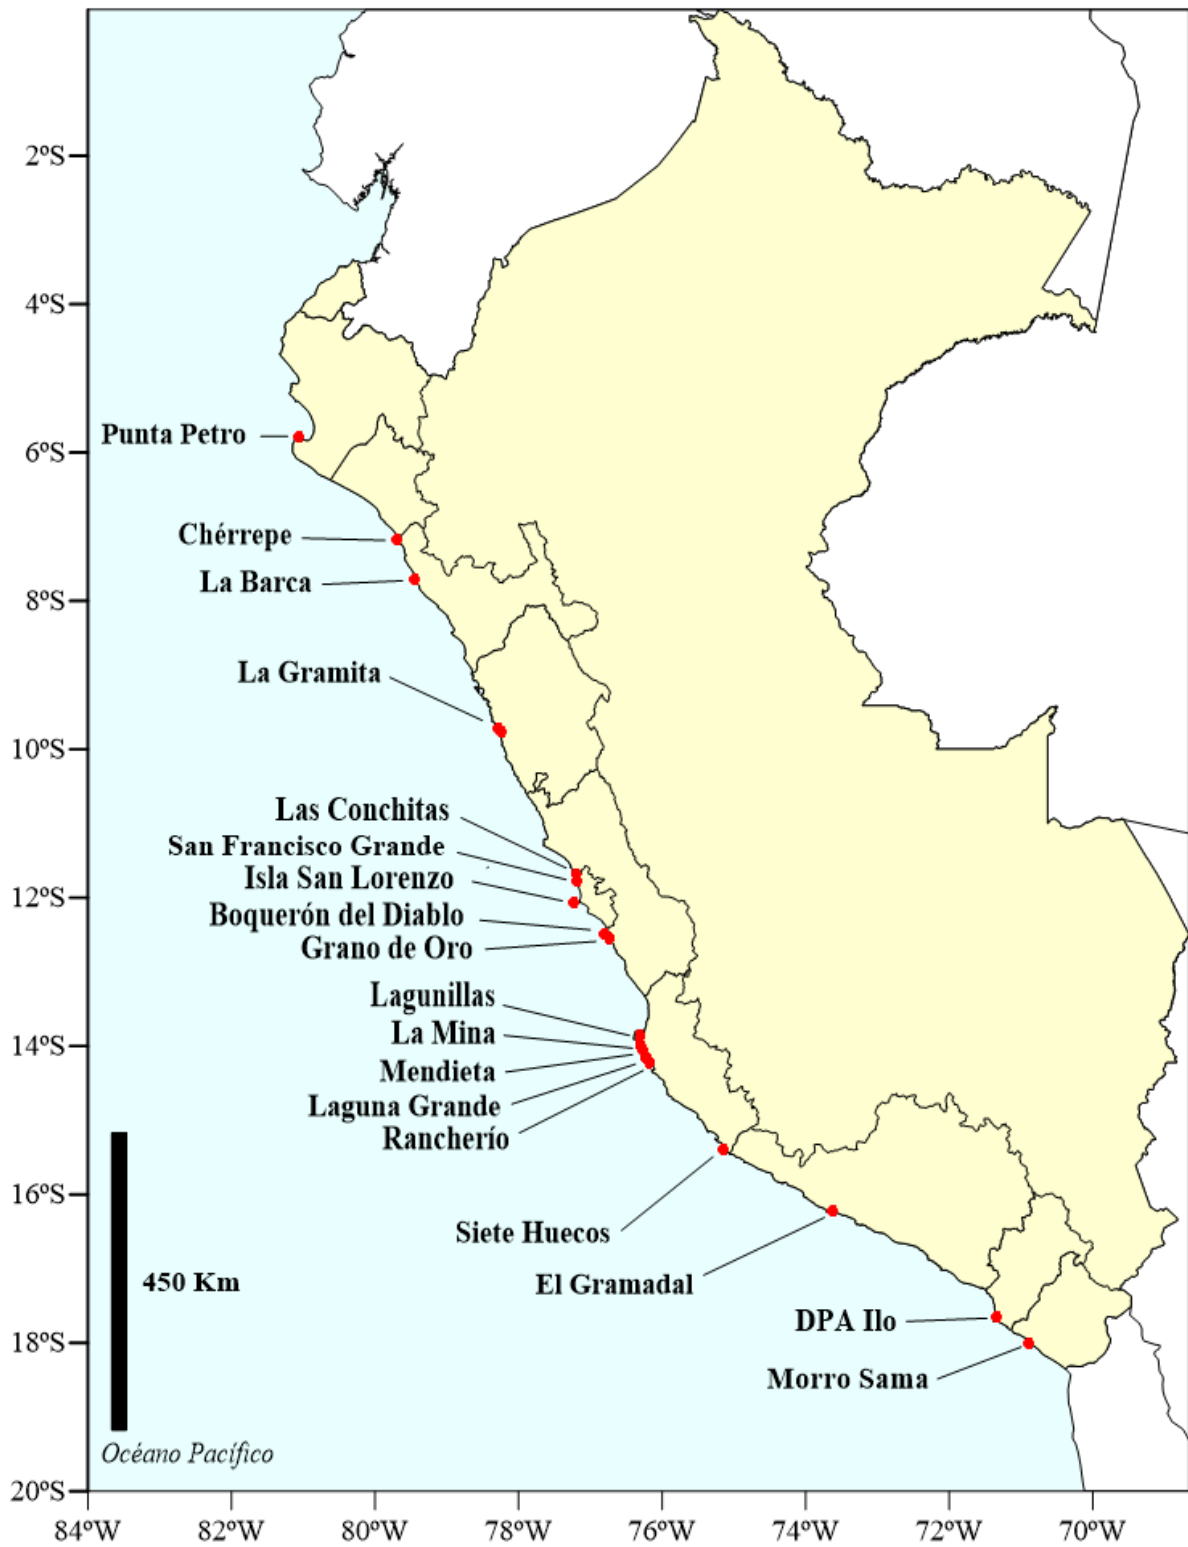 2ºS
4ºS
Punta Petro
6ºS
Chérrepe
La Barca
8ºS
La Gramita
10ºS
Las Conchitas
San Francisco Grande
Isla San Lorenzo
12ºS
Boquerón del Diablo
Grano de Oro
Lagunillas
La Mina
14ºS
Mendieta
Laguna Grande
Rancherío
16ºS
Siete Huecos
450 Km
El Gramadal
DPA Ilo
18ºS
Morro Sama
Océano Pacífico
20ºS
84ºW 82ºW 80ºW 78ºW 76ºW 74ºW 72ºW 70ºW